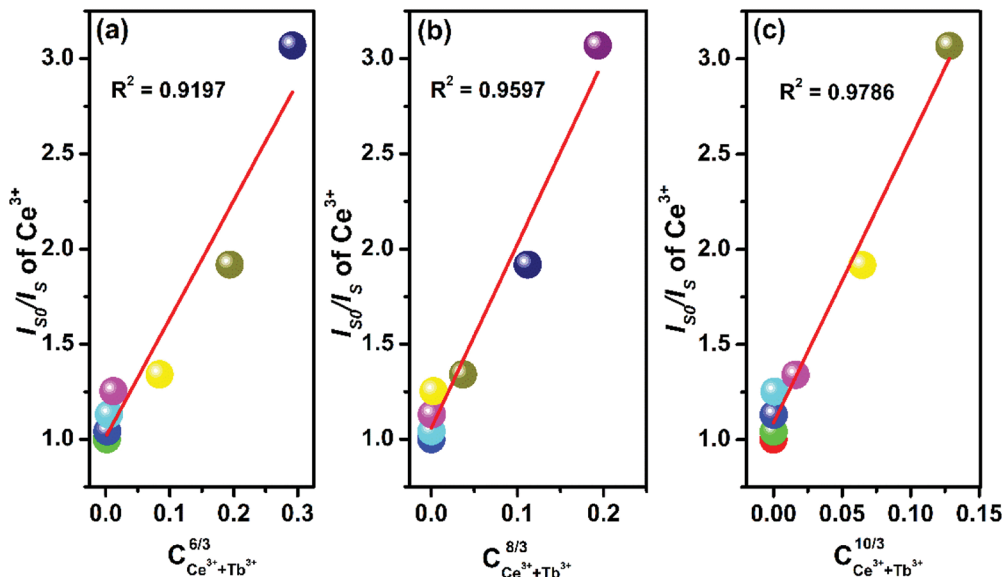 (a)
R² = 0.9197
I_S0/I_S of Ce³⁺
3.0
2.5
2.0
1.5
1.0
0.0 0.1 0.2 0.3
C^6/3_Ce³⁺+Tb³⁺
(b)
R² = 0.9597
I_S0/I_S of Ce³⁺
3.0
2.5
2.0
1.5
1.0
0.0 0.1 0.2
C^8/3_Ce³⁺+Tb³⁺
(c)
R² = 0.9786
I_S0/I_S of Ce³⁺
3.0
2.5
2.0
1.5
1.0
0.00 0.05 0.10 0.15
C^10/3_Ce³⁺+Tb³⁺